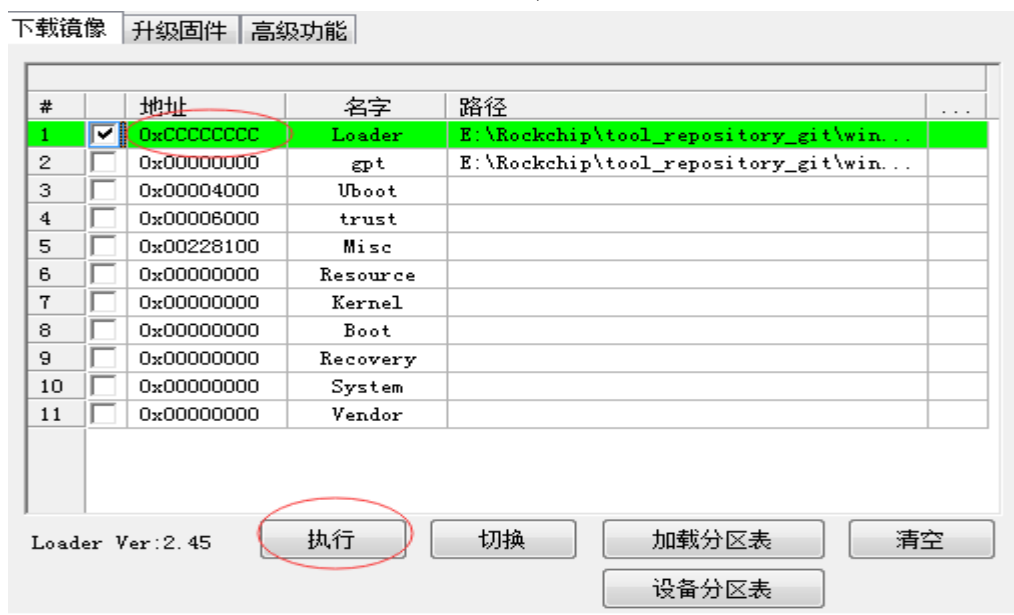 下载镜像 升级固件 高级功能
# 地址 名字 路径 ...
1 0xCCCCCCCC Loader E:\Rockchip\tool_repository_git\win...
2 0x00000000 gpt E:\Rockchip\tool_repository_git\win...
3 0x00004000 Uboot
4 0x00006000 trust
5 0x00228100 Misc
6 0x00000000 Resource
7 0x00000000 Kernel
8 0x00000000 Boot
9 0x00000000 Recovery
10 0x00000000 System
11 0x00000000 Vendor
Loader Ver:2.45 执行 切换 加载分区表 清空
设备分区表